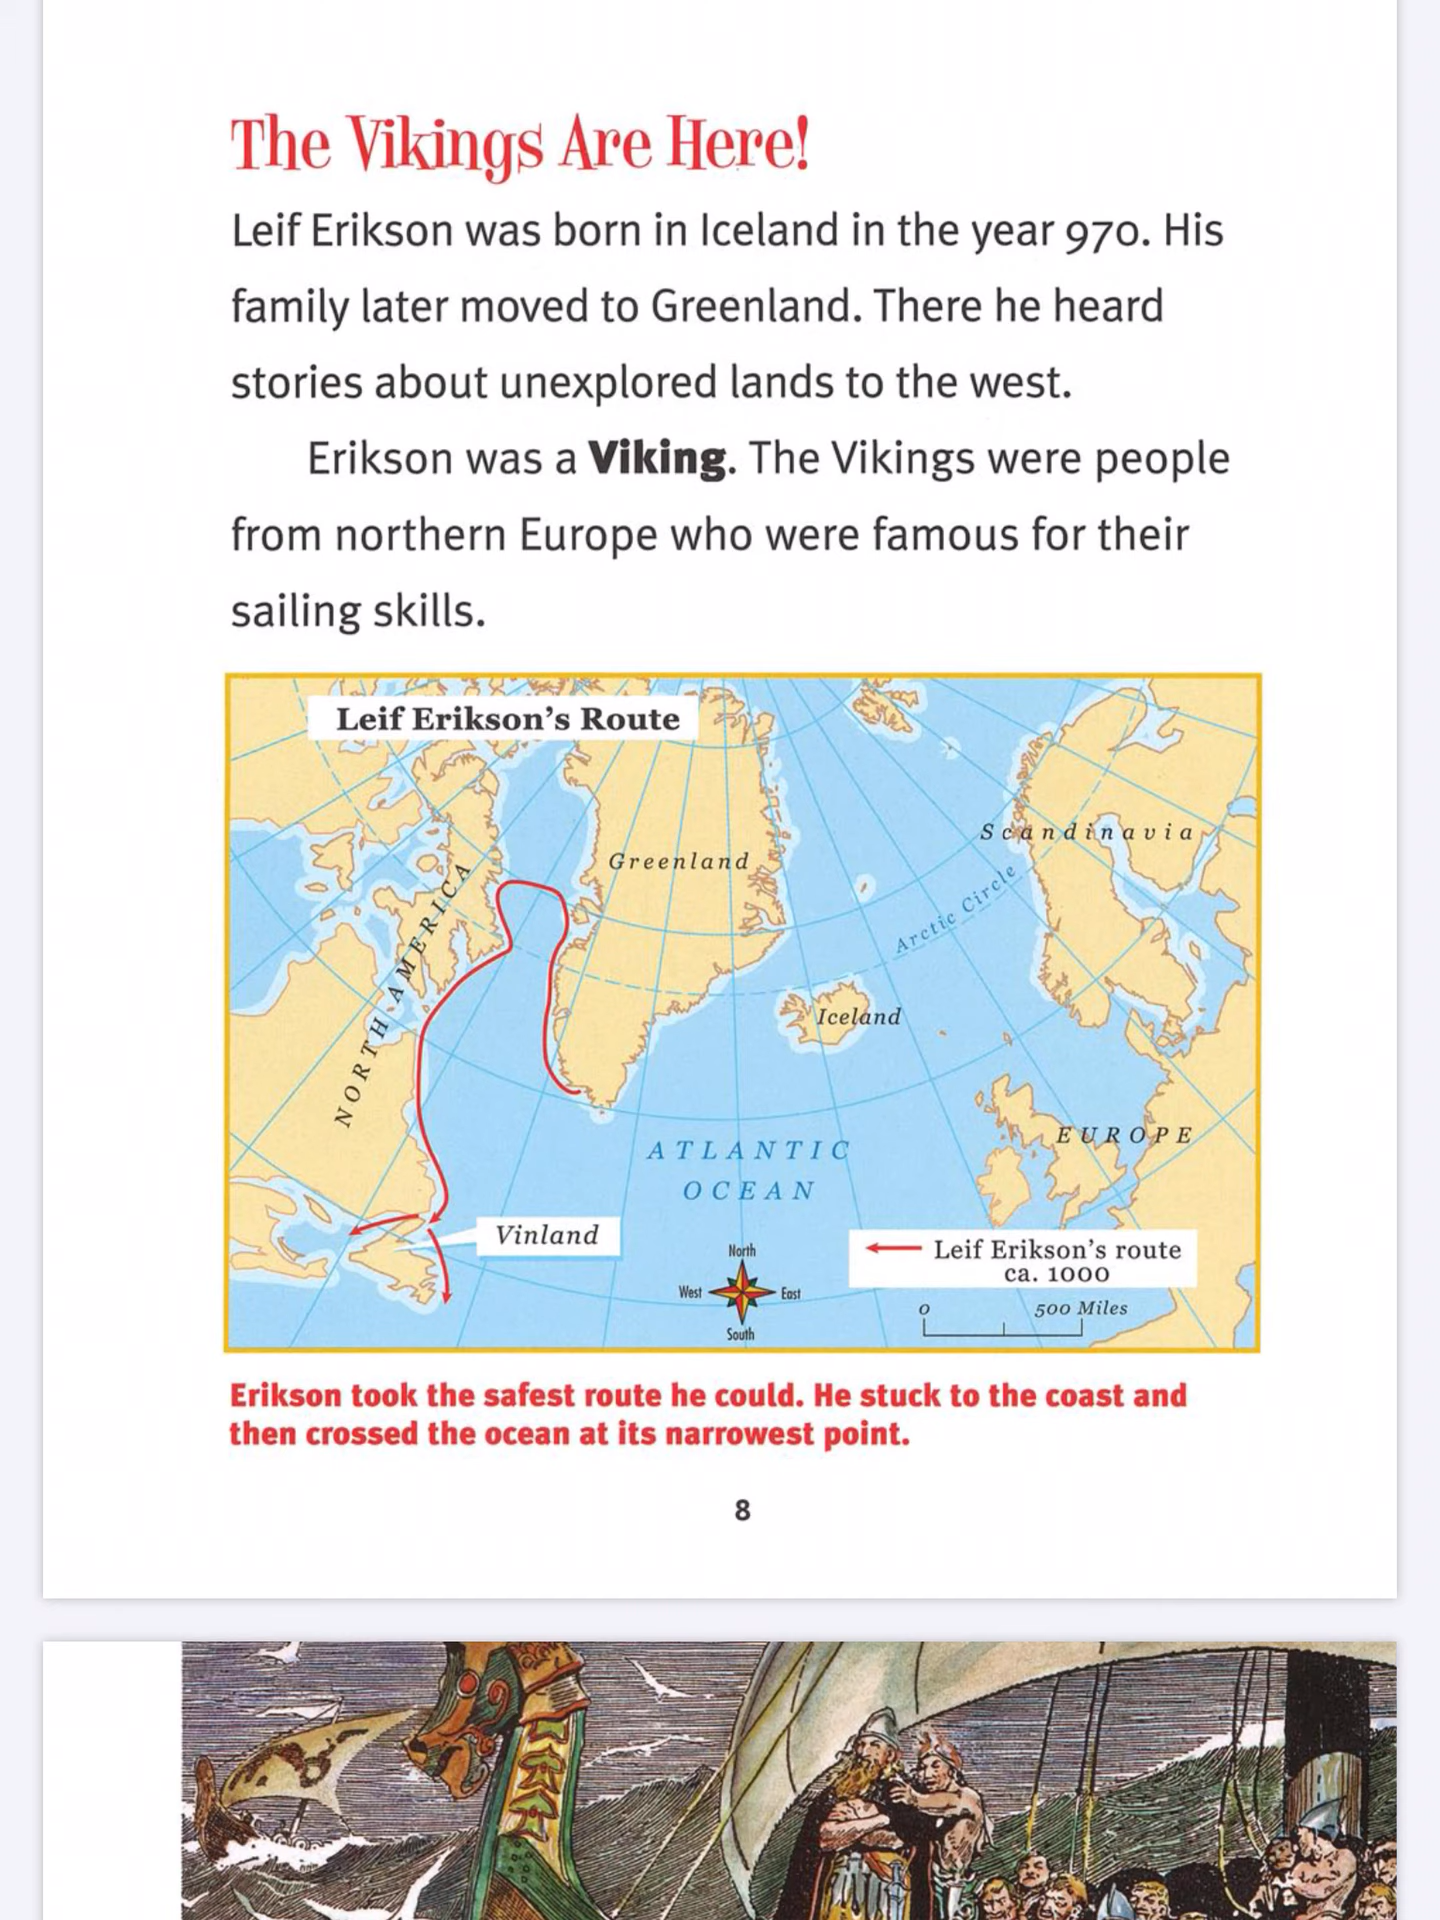 The Vikings Are Here!
Leif Erikson was born in Iceland in the year 970. His
family later moved to Greenland. There he heard
stories about unexplored lands to the west.
Erikson was a Viking. The Vikings were people
from northern Europe who were famous for their
sailing skills.
Leif Erikson's Route
Scandinavia
Greenland
NORTH AMERICA
Arctic Circle
Iceland
EUROPE
ATLANTIC
OCEAN
Vinland
North
West
East
South
Leif Erikson's route
ca. 1000
0
500 Miles
Erikson took the safest route he could. He stuck to the coast and
then crossed the ocean at its narrowest point.
8